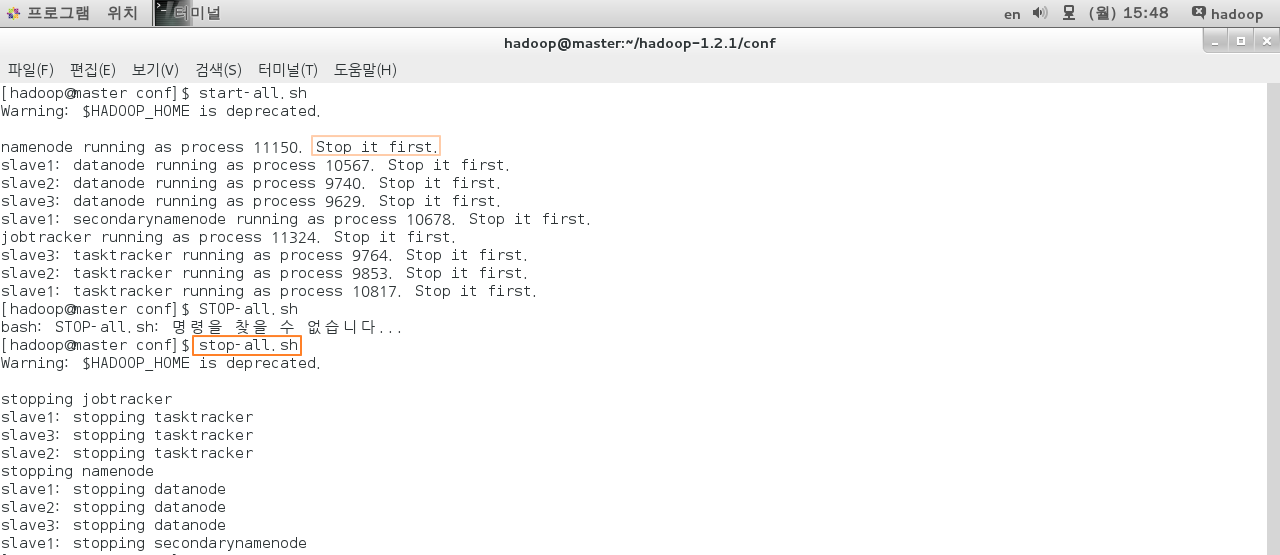 프로그램 위치 터미널 en (월) 15:48 hadoop
hadoop@master:~/hadoop-1.2.1/conf
파일(F) 편집(E) 보기(V) 검색(S) 터미널(T) 도움말(H)
[hadoop@master conf]$ start-all.sh
Warning: $HADOOP_HOME is deprecated.
namenode running as process 11150. Stop it first.
slave1: datanode running as process 10567. Stop it first.
slave2: datanode running as process 9740. Stop it first.
slave3: datanode running as process 9629. Stop it first.
slave1: secondarynamenode running as process 10678. Stop it first.
jobtracker running as process 11324. Stop it first.
slave3: tasktracker running as process 9764. Stop it first.
slave2: tasktracker running as process 9853. Stop it first.
slave1: tasktracker running as process 10817. Stop it first.
[hadoop@master conf]$ STOP-all.sh
bash: STOP-all.sh: 명령을 찾을 수 없습니다...
[hadoop@master conf]$ stop-all.sh
Warning: $HADOOP_HOME is deprecated.
stopping jobtracker
slave1: stopping tasktracker
slave3: stopping tasktracker
slave2: stopping tasktracker
stopping namenode
slave1: stopping datanode
slave2: stopping datanode
slave3: stopping datanode
slave1: stopping secondarynamenode